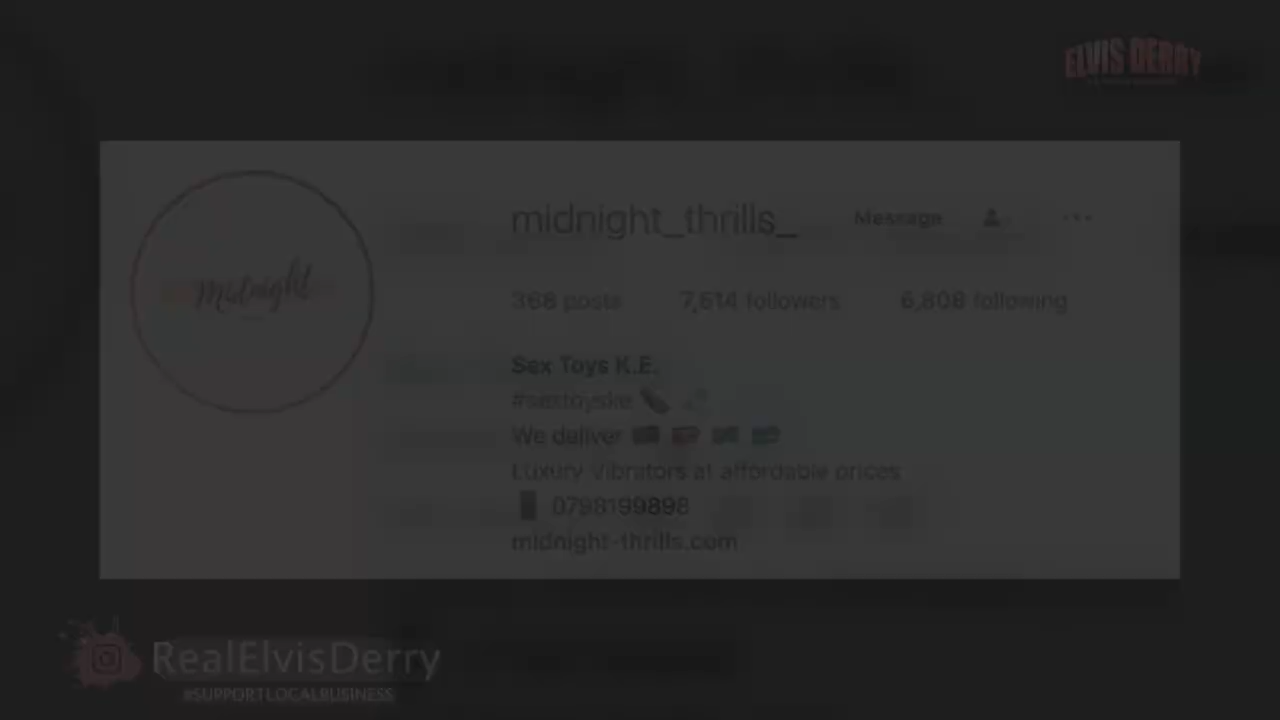 ELVIS DERRY
Midnight
midnight_thrills_ Message ...
368 posts 7,614 followers 6,808 following
Sex Toys K.E.
#sextoyske
We deliver
Luxury Vibrators at affordable prices
0798199898
midnight-thrills.com
RealElvisDerry
#SUPPORTLOCALBUSINESS